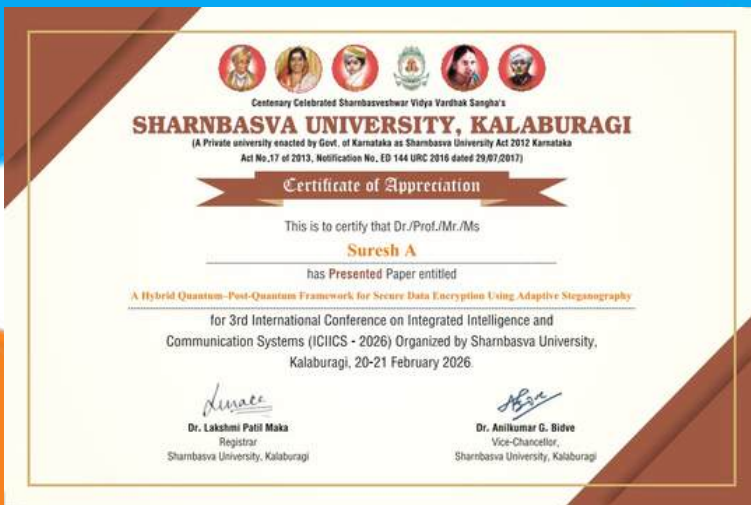 Centenary Celebrated Sharnbasveshwar Vidya Vardhak Sangha's
SHARNBASVA UNIVERSITY, KALABURAGI
(A Private university enacted by Govt. of Karnataka as Sharnbasva University Act 2012 Karnataka
Act No.17 of 2013, Notification No. ED 144 URC 2016 dated 29/07/2017)
Certificate of Appreciation
This is to certify that Dr./Prof./Mr./Ms
Suresh A
has Presented Paper entitled
A Hybrid Quantum–Post-Quantum Framework for Secure Data Encryption Using Adaptive Steganography
for 3rd International Conference on Integrated Intelligence and
Communication Systems (ICIICS - 2026) Organized by Sharnbasva University,
Kalaburagi, 20-21 February 2026.
Dr. Lakshmi Patil Maka
Registrar
Sharnbasva University, Kalaburagi
Dr. Anilkumar G. Bidve
Vice-Chancellor,
Sharnbasva University, Kalaburagi